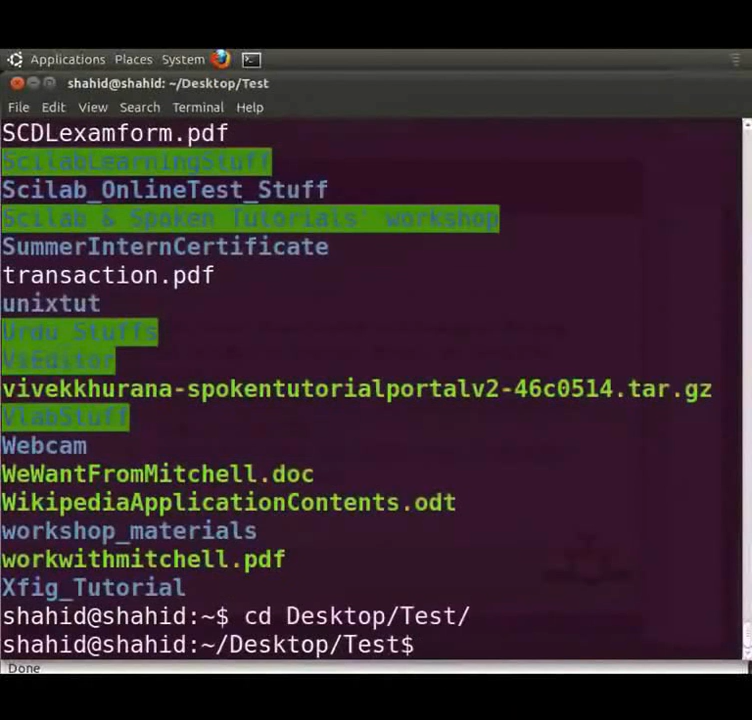 Applications Places System
shahid@shahid: ~/Desktop/Test
File Edit View Search Terminal Help
SCDLexamform.pdf
ScilabLearningStuff
Scilab_OnlineTest_Stuff
Scilab & Spoken Tutorials' workshop
SummerInternCertificate
transaction.pdf
unixtut
Urdu Stuffs
ViEditor
vivekkhurana-spokentutorialportalv2-46c0514.tar.gz
VlabStuff
Webcam
WeWantFromMitchell.doc
WikipediaApplicationContents.odt
workshop_materials
workwithmitchell.pdf
Xfig_Tutorial
shahid@shahid:~$ cd Desktop/Test/
shahid@shahid:~/Desktop/Test$
Done